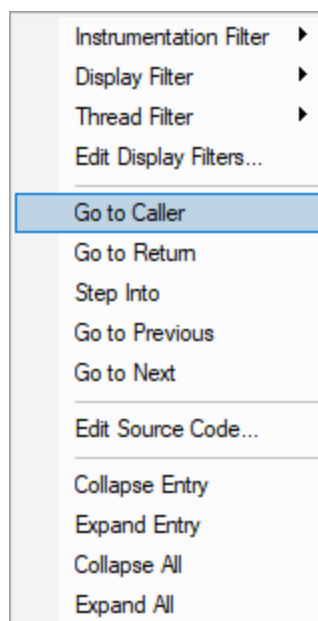 Instrumentation Filter
Display Filter
Thread Filter
Edit Display Filters...
Go to Caller
Go to Return
Step Into
Go to Previous
Go to Next
Edit Source Code...
Collapse Entry
Expand Entry
Collapse All
Expand All